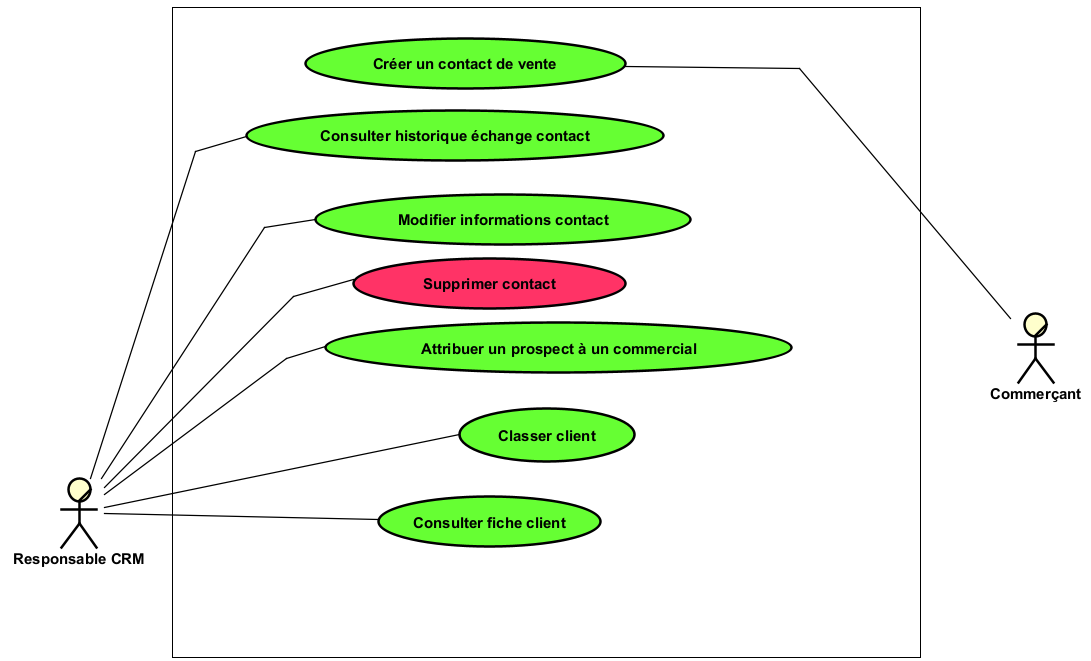 Créer un contact de vente
Consulter historique échange contact
Modifier informations contact
Supprimer contact
Attribuer un prospect à un commercial
Commerçant
Classer client
Consulter fiche client
Responsable CRM